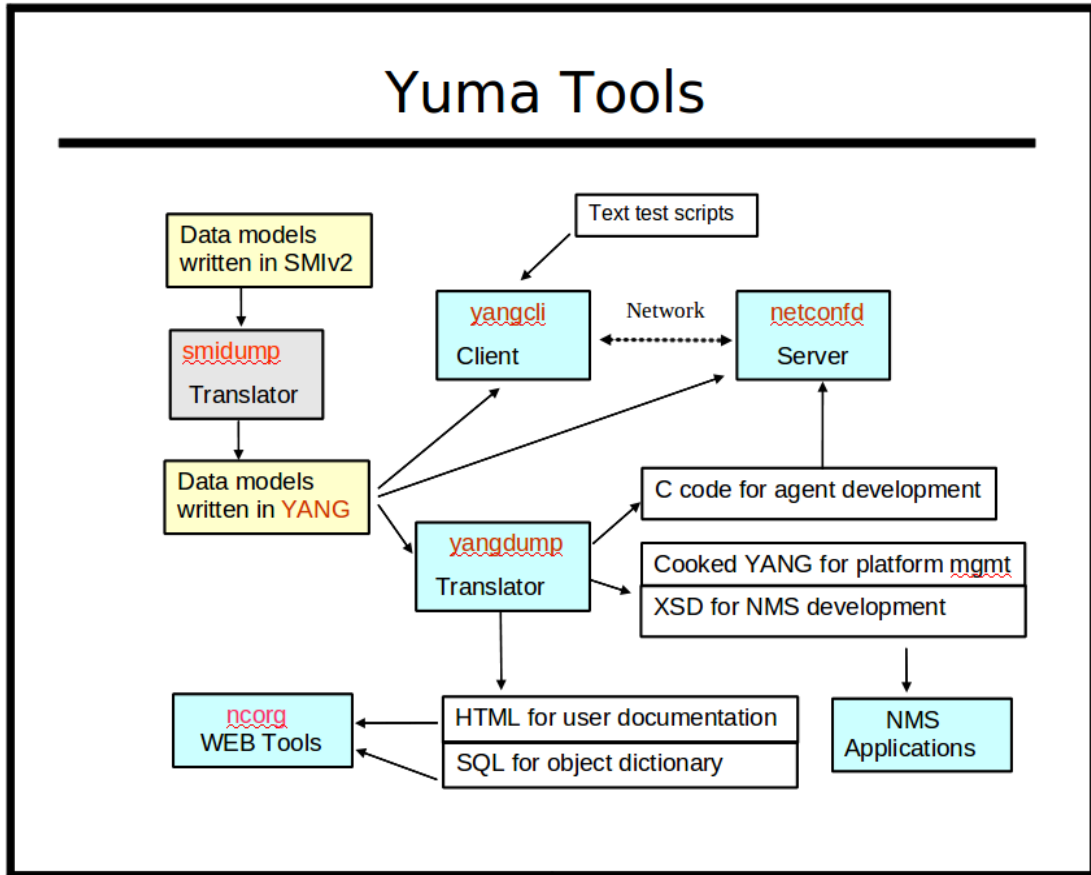 Yuma Tools
Text test scripts
Data models
written in SMIv2
yangcli
Client
Network
netconfd
Server
smidump
Translator
Data models
written in YANG
C code for agent development
yangdump
Translator
Cooked YANG for platform mgmt
XSD for NMS development
ncorg
WEB Tools
HTML for user documentation
SQL for object dictionary
NMS
Applications